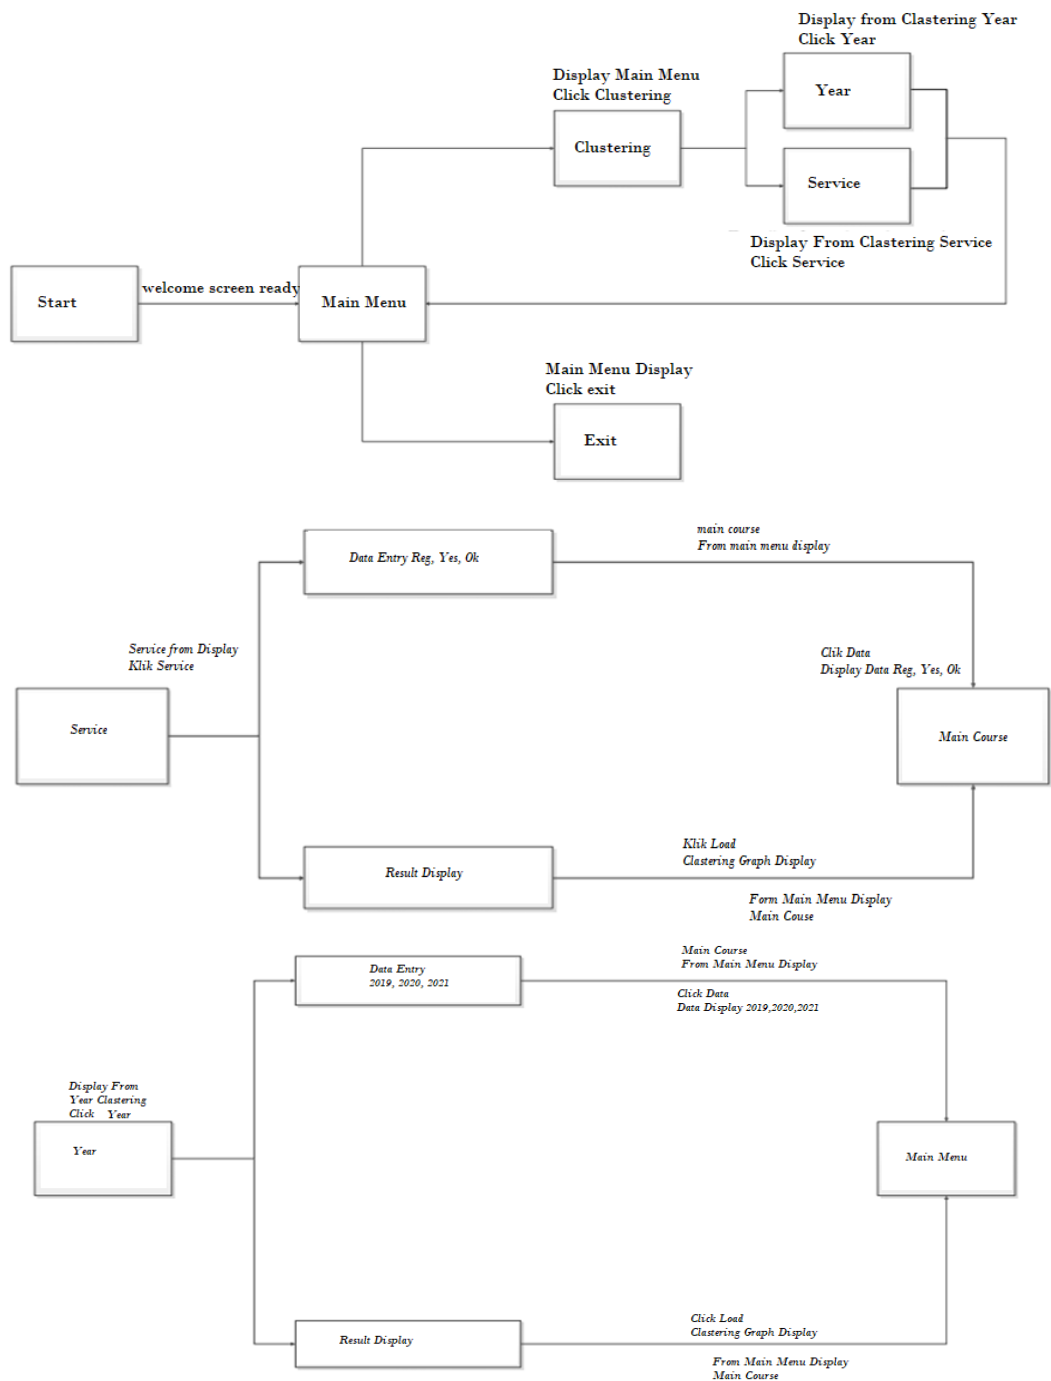 Display from Clastering Year
Click Year
Year
Display Main Menu
Click Clustering
Clustering
Service
Display From Clastering Service
Click Service
Start
welcome screen ready
Main Menu
Main Menu Display
Click exit
Exit
main course
From main menu display
Data Entry Reg, Yes, Ok
Service from Display
Klik Service
Clik Data
Display Data Reg, Yes, Ok
Service
Main Course
Klik Load
Clastering Graph Display
Result Display
Form Main Menu Display
Main Couse
Main Course
From Main Menu Display
Data Entry
2019, 2020, 2021
Click Data
Data Display 2019,2020,2021
Display From
Year Clastering
Click Year
Year
Main Menu
Click Load
Clastering Graph Display
Result Display
From Main Menu Display
Main Course